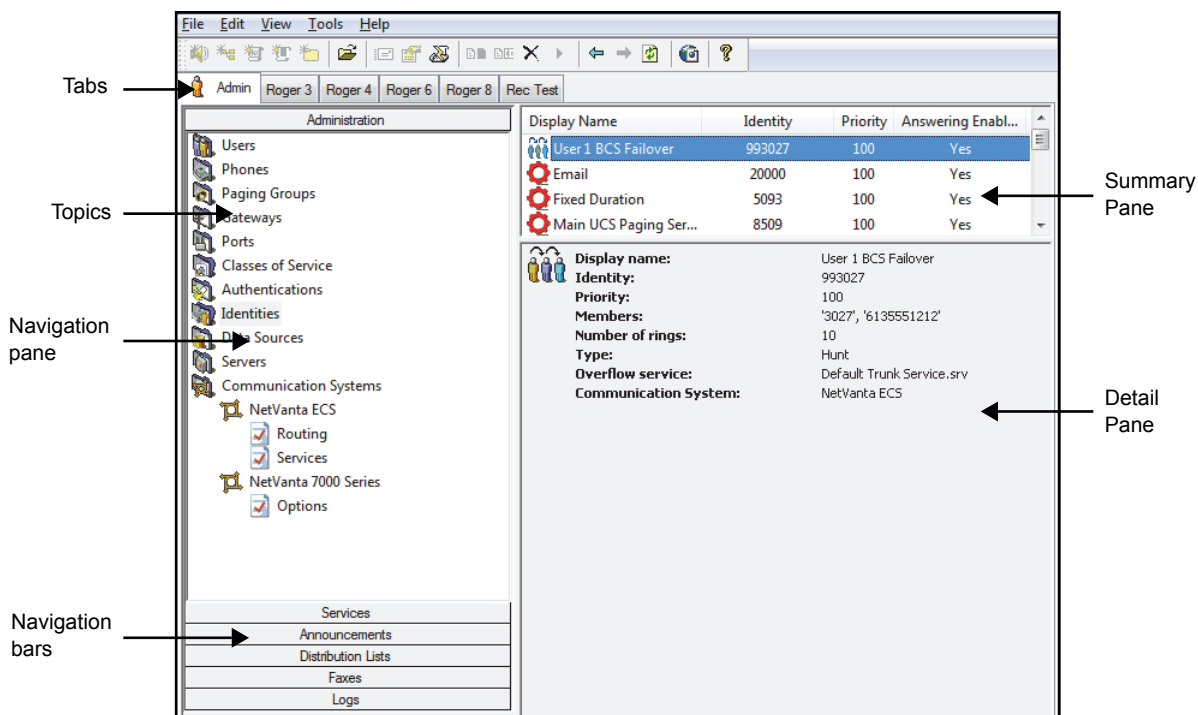 File Edit View Tools Help
Tabs
Admin Roger 3 Roger 4 Roger 6 Roger 8 Rec Test
Administration
Users
Phones
Paging Groups
Topics
Gateways
Ports
Classes of Service
Authentications
Identities
Navigation
pane
Data Sources
Servers
Communication Systems
NetVanta ECS
Routing
Services
NetVanta 7000 Series
Options
Navigation
bars
Services
Announcements
Distribution Lists
Faxes
Logs
Display Name Identity Priority Answering Enabl...
User 1 BCS Failover 993027 100 Yes
Email 20000 100 Yes
Fixed Duration 5093 100 Yes
Main UCS Paging Ser... 8509 100 Yes
Summary
Pane
Display name: User 1 BCS Failover
Identity: 993027
Priority: 100
Members: '3027', '6135551212'
Number of rings: 10
Type: Hunt
Overflow service: Default Trunk Service.srv
Communication System: NetVanta ECS
Detail
Pane